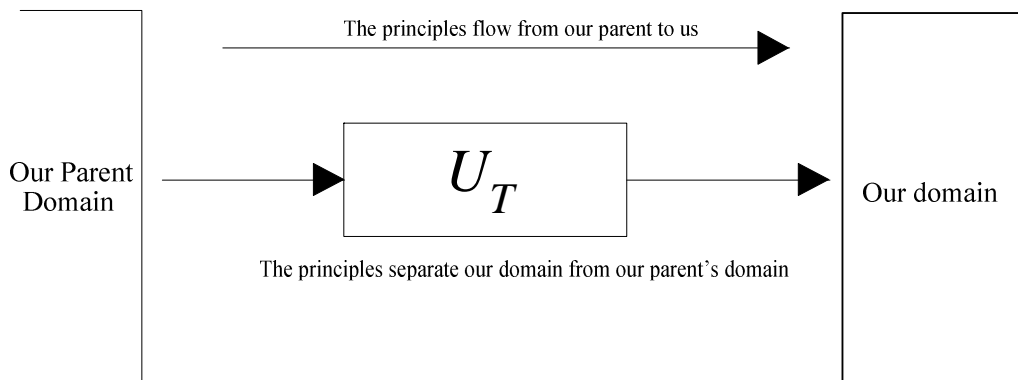 The principles flow from our parent to us
Our Parent
Domain
U_T
Our domain
The principles separate our domain from our parent's domain